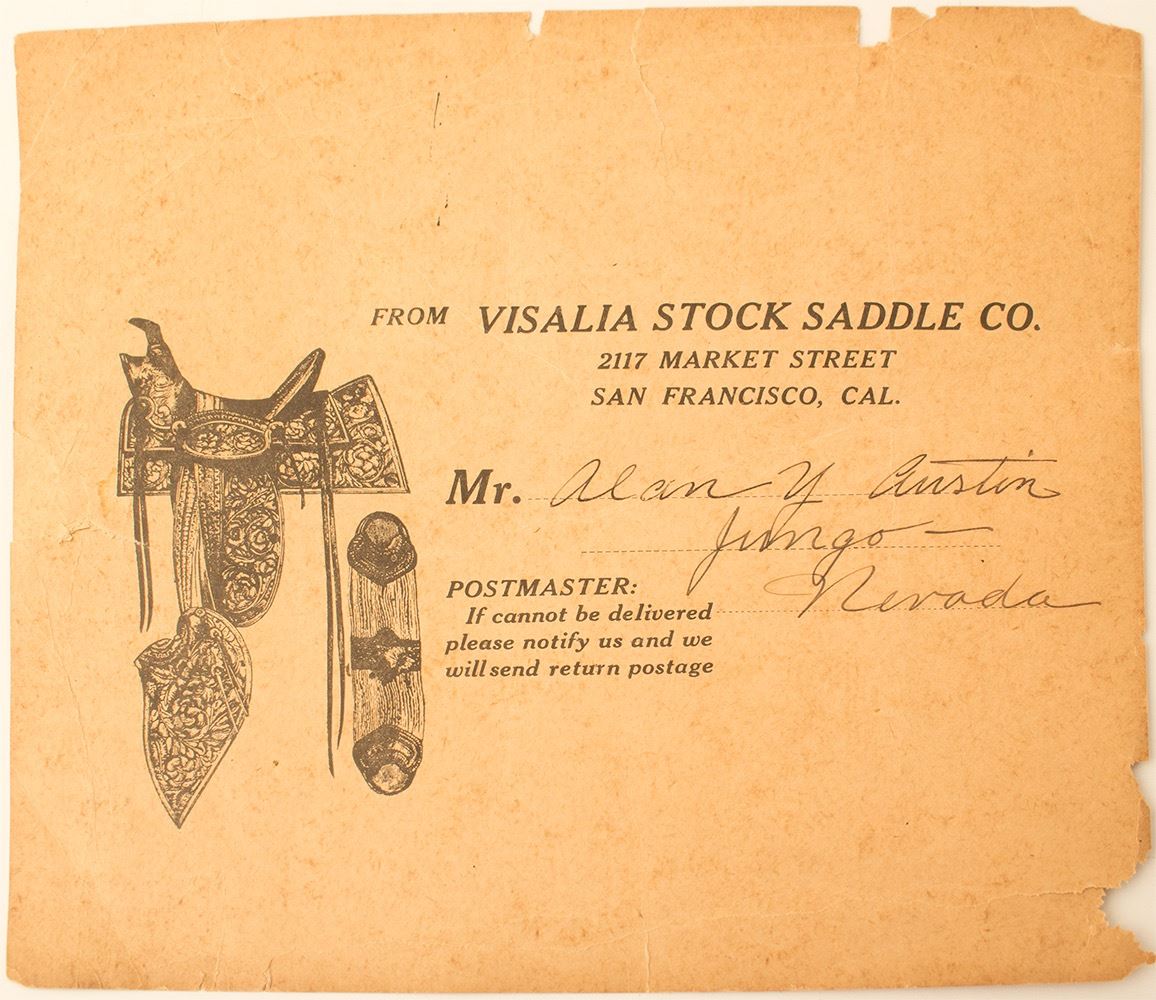 FROM VISALIA STOCK SADDLE CO.
2117 MARKET STREET
SAN FRANCISCO, CAL.
Mr. Alan Y Austin
Jungo —
Nevada
POSTMASTER:
If cannot be delivered
please notify us and we
will send return postage